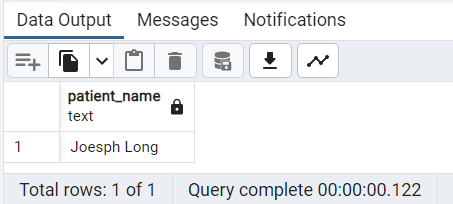 Data Output Messages Notifications
patient_name
text
1 Joesph Long
Total rows: 1 of 1 Query complete 00:00:00.122